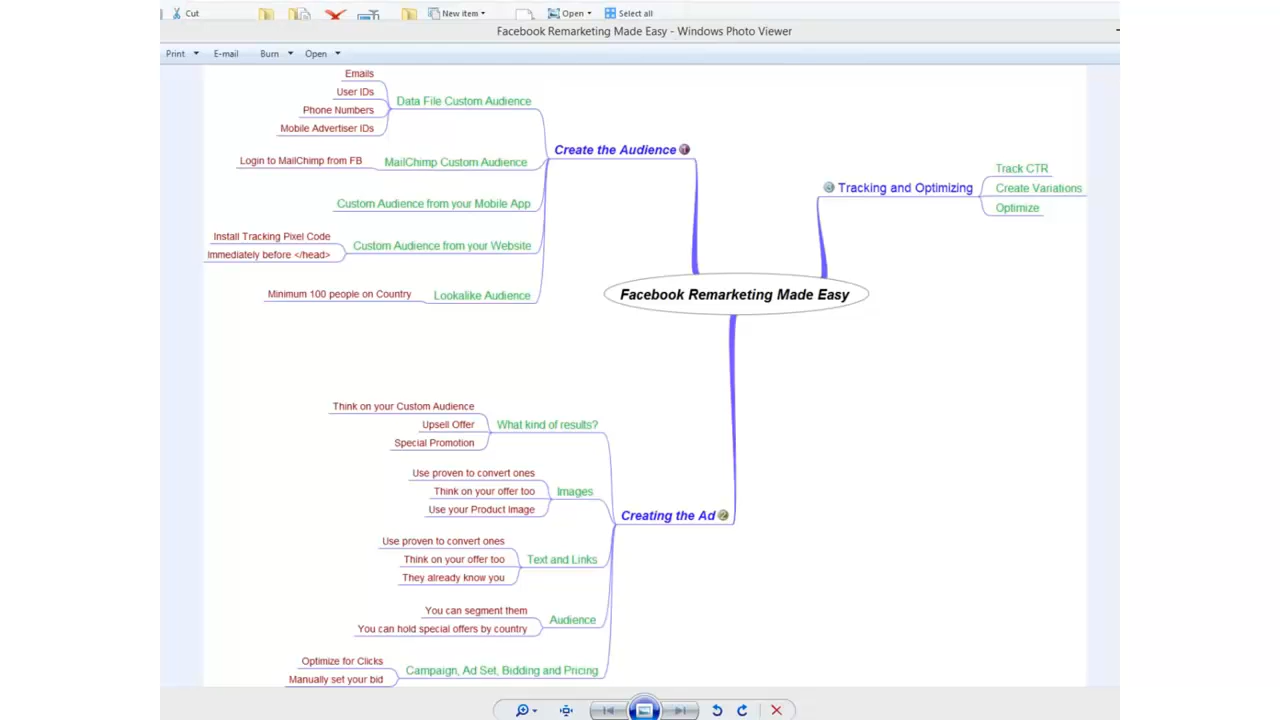 Cut
New item
Open
Select all
Facebook Remarketing Made Easy - Windows Photo Viewer
Print
E-mail
Burn
Open
Emails
User IDs
Phone Numbers
Mobile Advertiser IDs
Data File Custom Audience
Login to MailChimp from FB
MailChimp Custom Audience
Custom Audience from your Mobile App
Install Tracking Pixel Code
Immediately before </head>
Custom Audience from your Website
Minimum 100 people on Country
Lookalike Audience
Create the Audience
Tracking and Optimizing
Track CTR
Create Variations
Optimize
Facebook Remarketing Made Easy
Think on your Custom Audience
Upsell Offer
Special Promotion
What kind of results?
Use proven to convert ones
Think on your offer too
Use your Product Image
Images
Creating the Ad
Use proven to convert ones
Think on your offer too
They already know you
Text and Links
You can segment them
You can hold special offers by country
Audience
Optimize for Clicks
Manually set your bid
Campaign, Ad Set, Bidding and Pricing